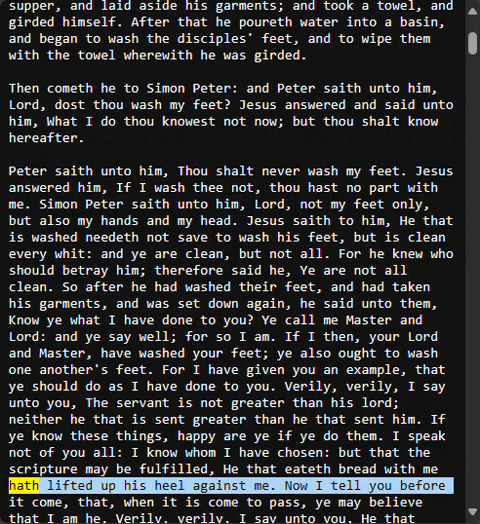 supper, and laid aside his garments; and took a towel, and
girded himself. After that he poureth water into a basin,
and began to wash the disciples' feet, and to wipe them
with the towel wherewith he was girded.
Then cometh he to Simon Peter: and Peter saith unto him,
Lord, dost thou wash my feet? Jesus answered and said unto
him, What I do thou knowest not now; but thou shalt know
hereafter.
Peter saith unto him, Thou shalt never wash my feet. Jesus
answered him, If I wash thee not, thou hast no part with
me. Simon Peter saith unto him, Lord, not my feet only,
but also my hands and my head. Jesus saith to him, He that
is washed needeth not save to wash his feet, but is clean
every whit: and ye are clean, but not all. For he knew who
should betray him; therefore said he, Ye are not all
clean. So after he had washed their feet, and had taken
his garments, and was set down again, he said unto them,
Know ye what I have done to you? Ye call me Master and
Lord: and ye say well; for so I am. If I then, your Lord
and Master, have washed your feet; ye also ought to wash
one another's feet. For I have given you an example, that
ye should do as I have done to you. Verily, verily, I say
unto you, The servant is not greater than his lord;
neither he that is sent greater than he that sent him. If
ye know these things, happy are ye if ye do them. I speak
not of you all: I know whom I have chosen: but that the
scripture may be fulfilled, He that eateth bread with me
hath lifted up his heel against me. Now I tell you before
it come, that, when it is come to pass, ye may believe
that I am he. Verily, verily, I say unto you, He that